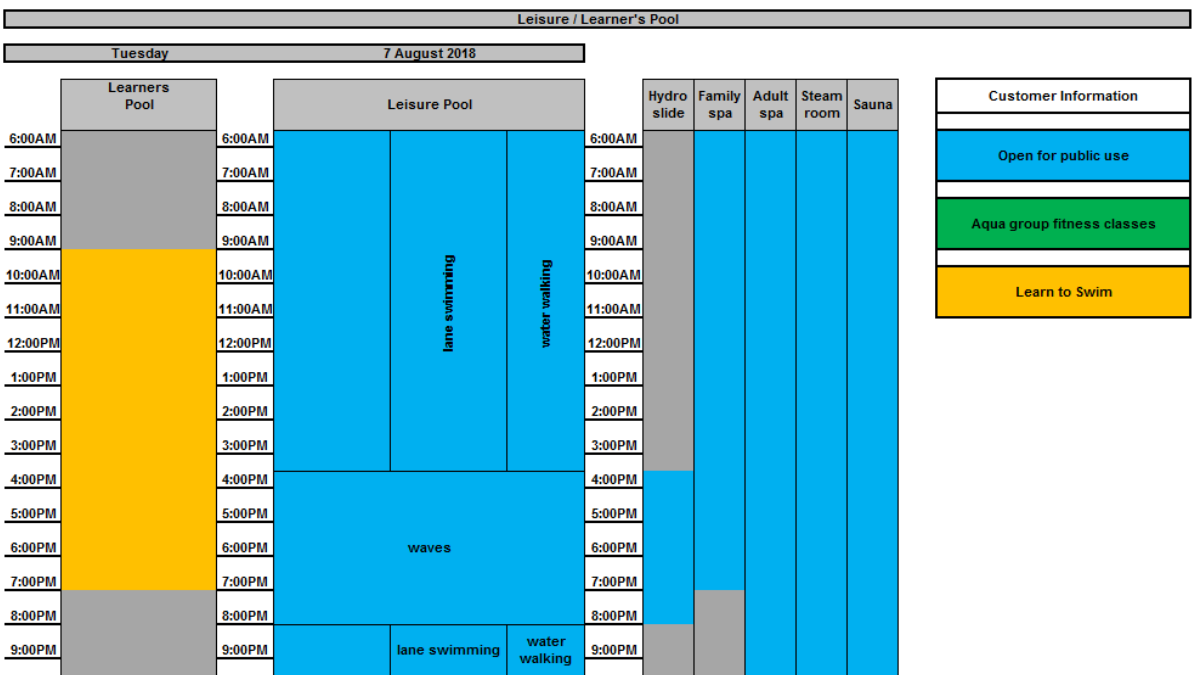 Leisure / Learner's Pool
Tuesday 7 August 2018
Learners
Pool
Leisure Pool
Hydro
slide
Family
spa
Adult
spa
Steam
room
Sauna
Customer Information
Open for public use
Aqua group fitness classes
Learn to Swim
6:00AM 6:00AM 6:00AM
7:00AM 7:00AM 7:00AM
8:00AM 8:00AM 8:00AM
9:00AM 9:00AM 9:00AM
10:00AM 10:00AM 10:00AM
11:00AM 11:00AM 11:00AM
12:00PM 12:00PM 12:00PM
lane swimming
water walking
1:00PM 1:00PM 1:00PM
2:00PM 2:00PM 2:00PM
3:00PM 3:00PM 3:00PM
4:00PM 4:00PM 4:00PM
5:00PM 5:00PM 5:00PM
6:00PM 6:00PM waves 6:00PM
7:00PM 7:00PM 7:00PM
8:00PM 8:00PM 8:00PM
9:00PM 9:00PM lane swimming 9:00PM
water
walking